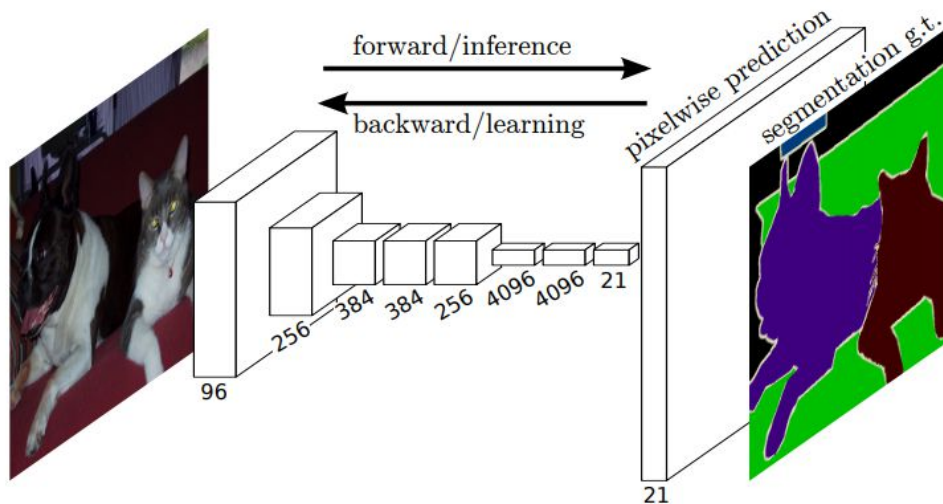 forward/inference
backward/learning
pixelwise prediction
segmentation g.t.
96
256
384
384
256
4096
4096
21
21